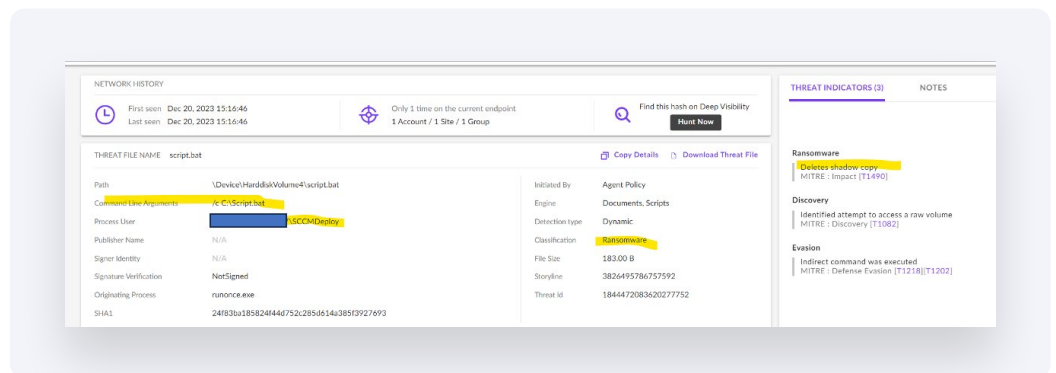 NETWORK HISTORY
First seen Dec 20, 2023 15:16:46
Last seen Dec 20, 2023 15:16:46
Only 1 time on the current endpoint
1 Account / 1 Site / 1 Group
Find this hash on Deep Visibility
Hunt Now
THREAT FILE NAME script.bat
Copy Details Download Threat File
Path \Device\HarddiskVolume4\script.bat
Command Line Arguments /c C:\Script.bat
Process User \SCCMDeploy
Publisher Name N/A
Signer Identity N/A
Signature Verification NotSigned
Originating Process runonce.exe
SHA1 24f83ba185824f44d752c285d614a385f3927693
Initiated By Agent Policy
Engine Documents, Scripts
Detection type Dynamic
Classification Ransomware
File Size 183.00 B
Storyline 3826495786757592
Threat Id 1844472083620277752
THREAT INDICATORS (3) NOTES
Ransomware
Deletes shadow copy
MITRE : Impact [T1490]
Discovery
Identified attempt to access a raw volume
MITRE : Discovery [T1082]
Evasion
Indirect command was executed
MITRE : Defense Evasion [T1218][T1202]